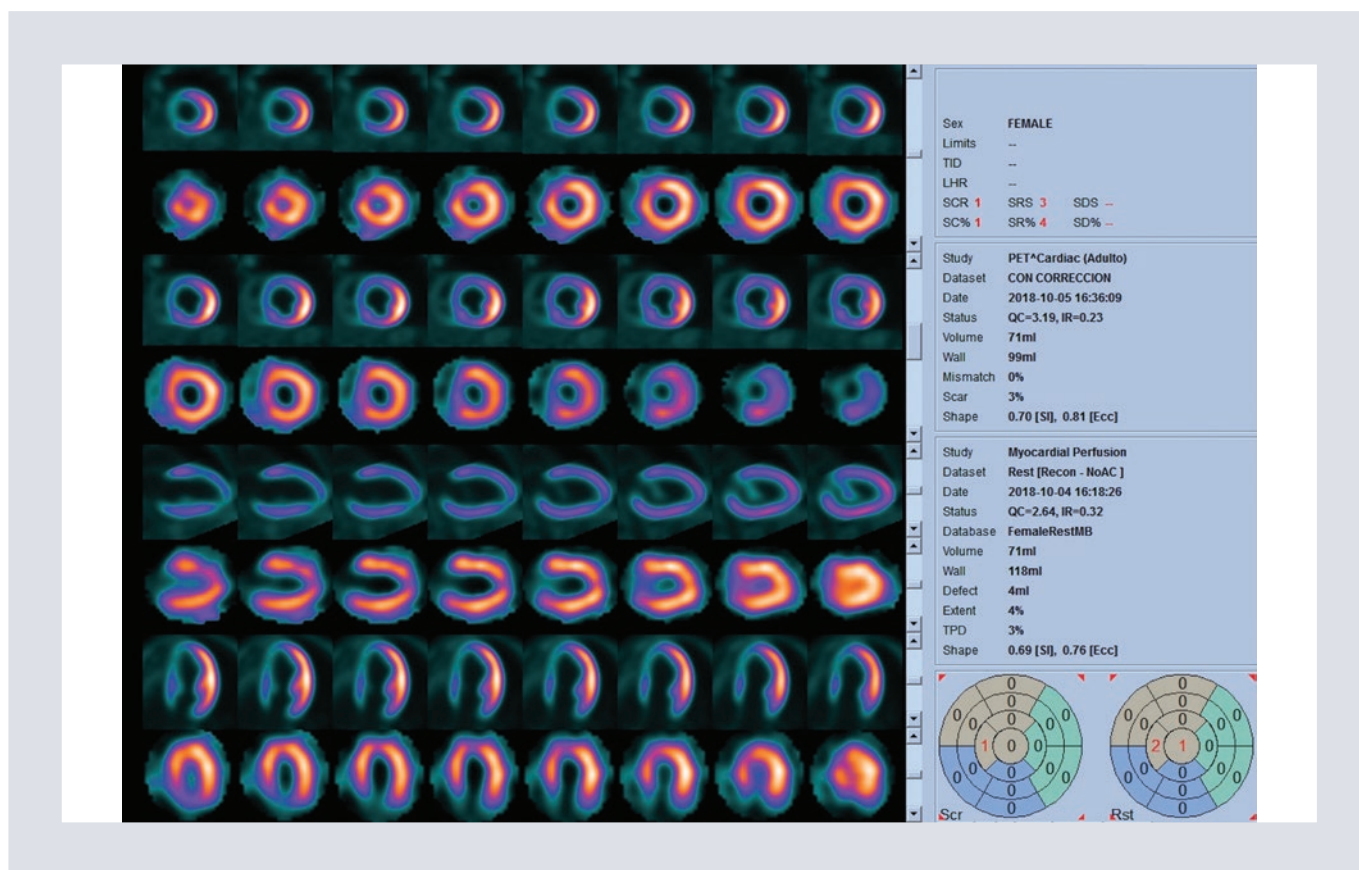 Sex FEMALE
Limits --
TID --
LHR --
SCR 1 SRS 3 SDS --
SC% 1 SR% 4 SD% --
Study PET^Cardiac (Adulto)
Dataset CON CORRECCION
Date 2018-10-05 16:36:09
Status QC=3.19, IR=0.23
Volume 71ml
Wall 99ml
Mismatch 0%
Scar 3%
Shape 0.70 [SI], 0.81 [Ecc]
Study Myocardial Perfusion
Dataset Rest [Recon - NoAC ]
Date 2018-10-04 16:18:26
Status QC=2.64, IR=0.32
Database FemaleRestMB
Volume 71ml
Wall 118ml
Defect 4ml
Extent 4%
TPD 3%
Shape 0.69 [SI], 0.76 [Ecc]
0 0
0 0
0 0 0 0 0 0 0 0 0 0
1 0 0 2 1 0
0 0 0 0 0 0 0 0 0 0
0 0
0 0
Scr Rst